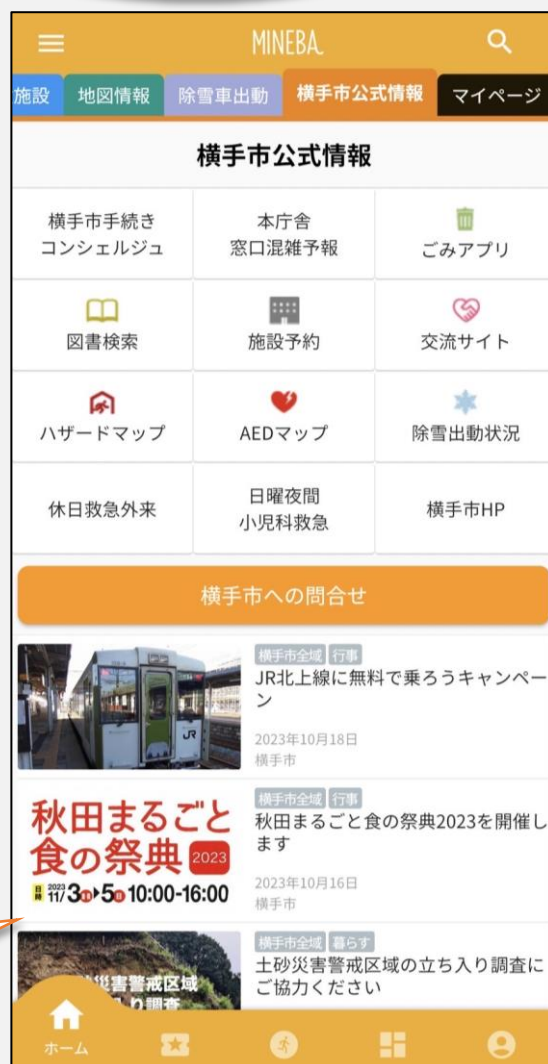 MINEBA
施設
地図情報
除雪車出動
横手市公式情報
マイページ
横手市公式情報
横手市手続き
コンシェルジュ
本庁舎
窓口混雑予報
ごみアプリ
図書検索
施設予約
交流サイト
ハザードマップ
AEDマップ
除雪出動状況
休日救急外来
日曜夜間
小児科救急
横手市HP
横手市への問合せ
JR
横手市全域 行事
JR北上線に無料で乗ろうキャンペー
ン
2023年10月18日
横手市
秋田まるごと
食の祭典 2023
日時 2023 11/3 5 10:00-16:00
横手市全域 行事
秋田まるごと食の祭典2023を開催し
ます
2023年10月16日
横手市
災害警戒区域
り調査
横手市全域 暮らす
土砂災害警戒区域の立ち入り調査に
ご協力ください
ホーム